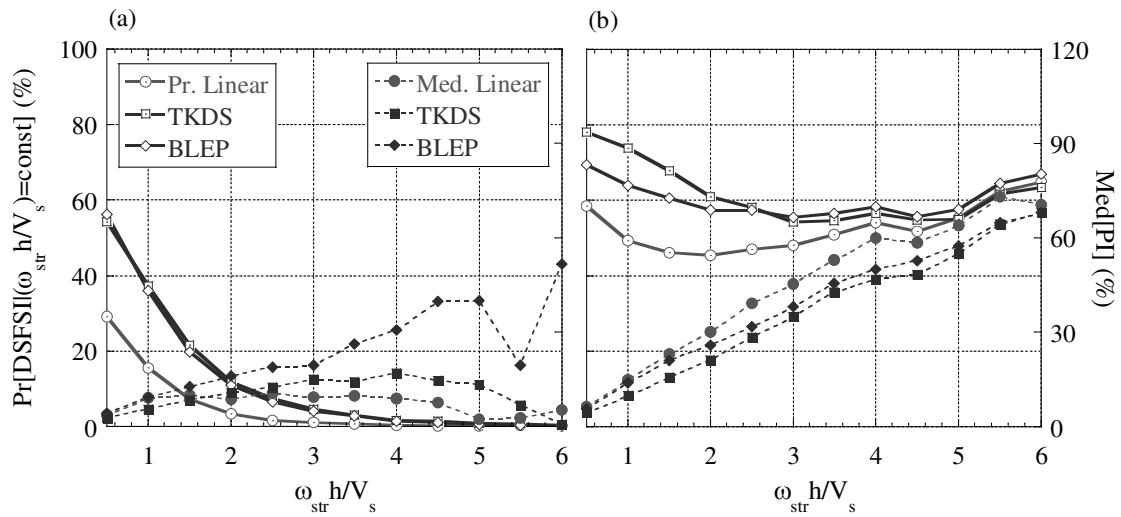 (a)
(b)
Pr[DSFSI|(ω_str h/V_s)=const] (%)
100
80
60
40
20
0
Pr. Linear
TKDS
BLEP
Med. Linear
TKDS
BLEP
1 2 3 4 5 6
ω_str h/V_s
1 2 3 4 5 6
ω_str h/V_s
120
90
60
30
0
Med[PI] (%)